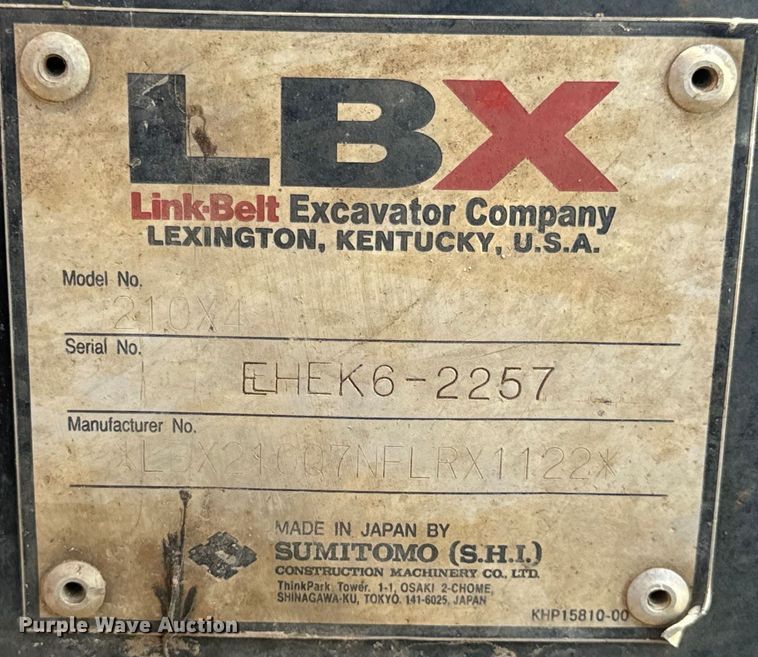 LBX
Link-Belt Excavator Company
LEXINGTON, KENTUCKY, U.S.A.
Model No.
210X4
Serial No.
EHEK6-2257
Manufacturer No.
*LBX210Q7NFLRX1122*
MADE IN JAPAN BY
SUMITOMO (S.H.I.)
CONSTRUCTION MACHINERY CO., LTD.
ThinkPark Tower. 1-1, OSAKI 2-CHOME,
SHINAGAWA-KU, TOKYO. 141-6025, JAPAN
KHP15810-00
Purple Wave Auction